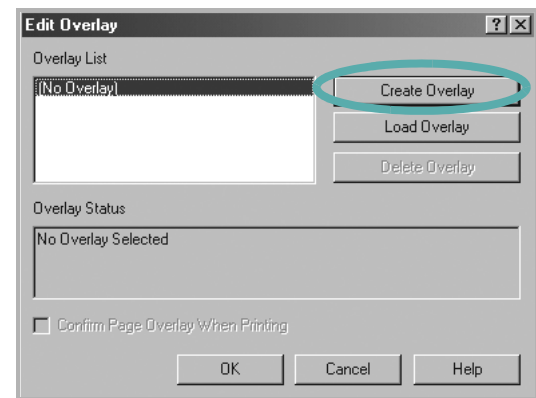 Edit Overlay
? ×
Overlay List
(No Overlay)
Create Overlay
Load Overlay
Delete Overlay
Overlay Status
No Overlay Selected
Confirm Page Overlay When Printing
OK Cancel Help